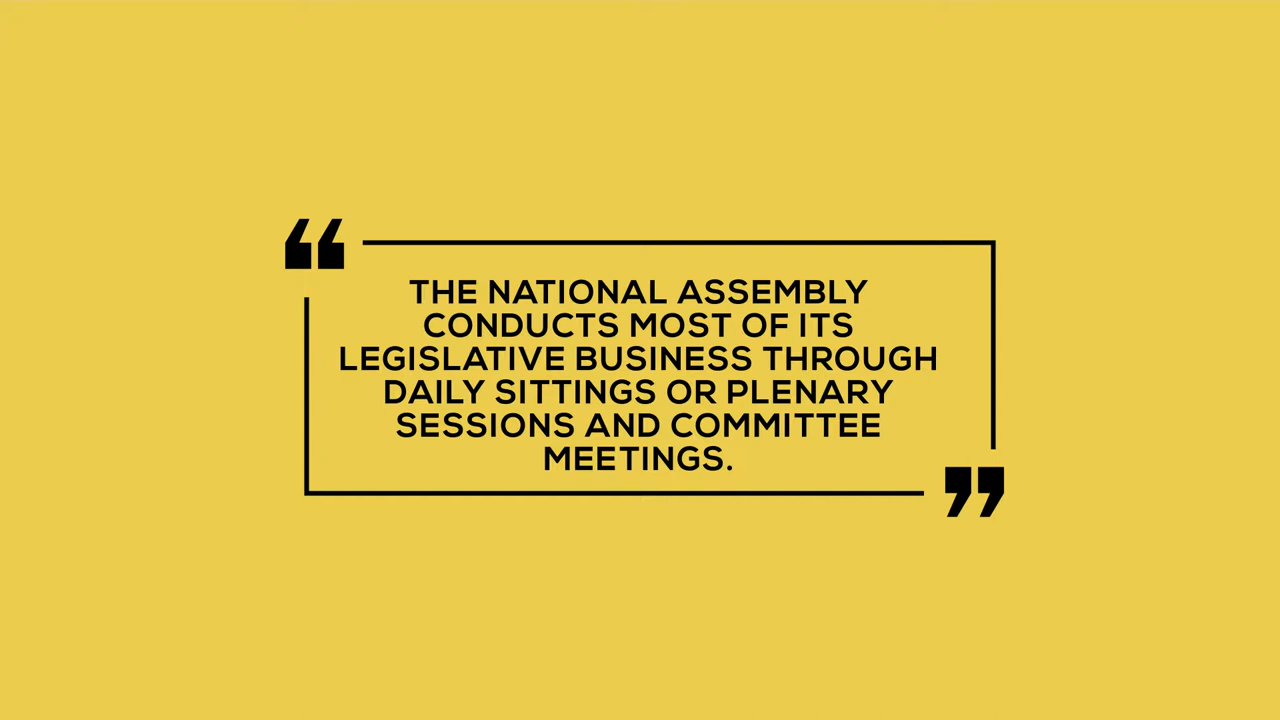 “
THE NATIONAL ASSEMBLY
CONDUCTS MOST OF ITS
LEGISLATIVE BUSINESS THROUGH
DAILY SITTINGS OR PLENARY
SESSIONS AND COMMITTEE
MEETINGS.
”